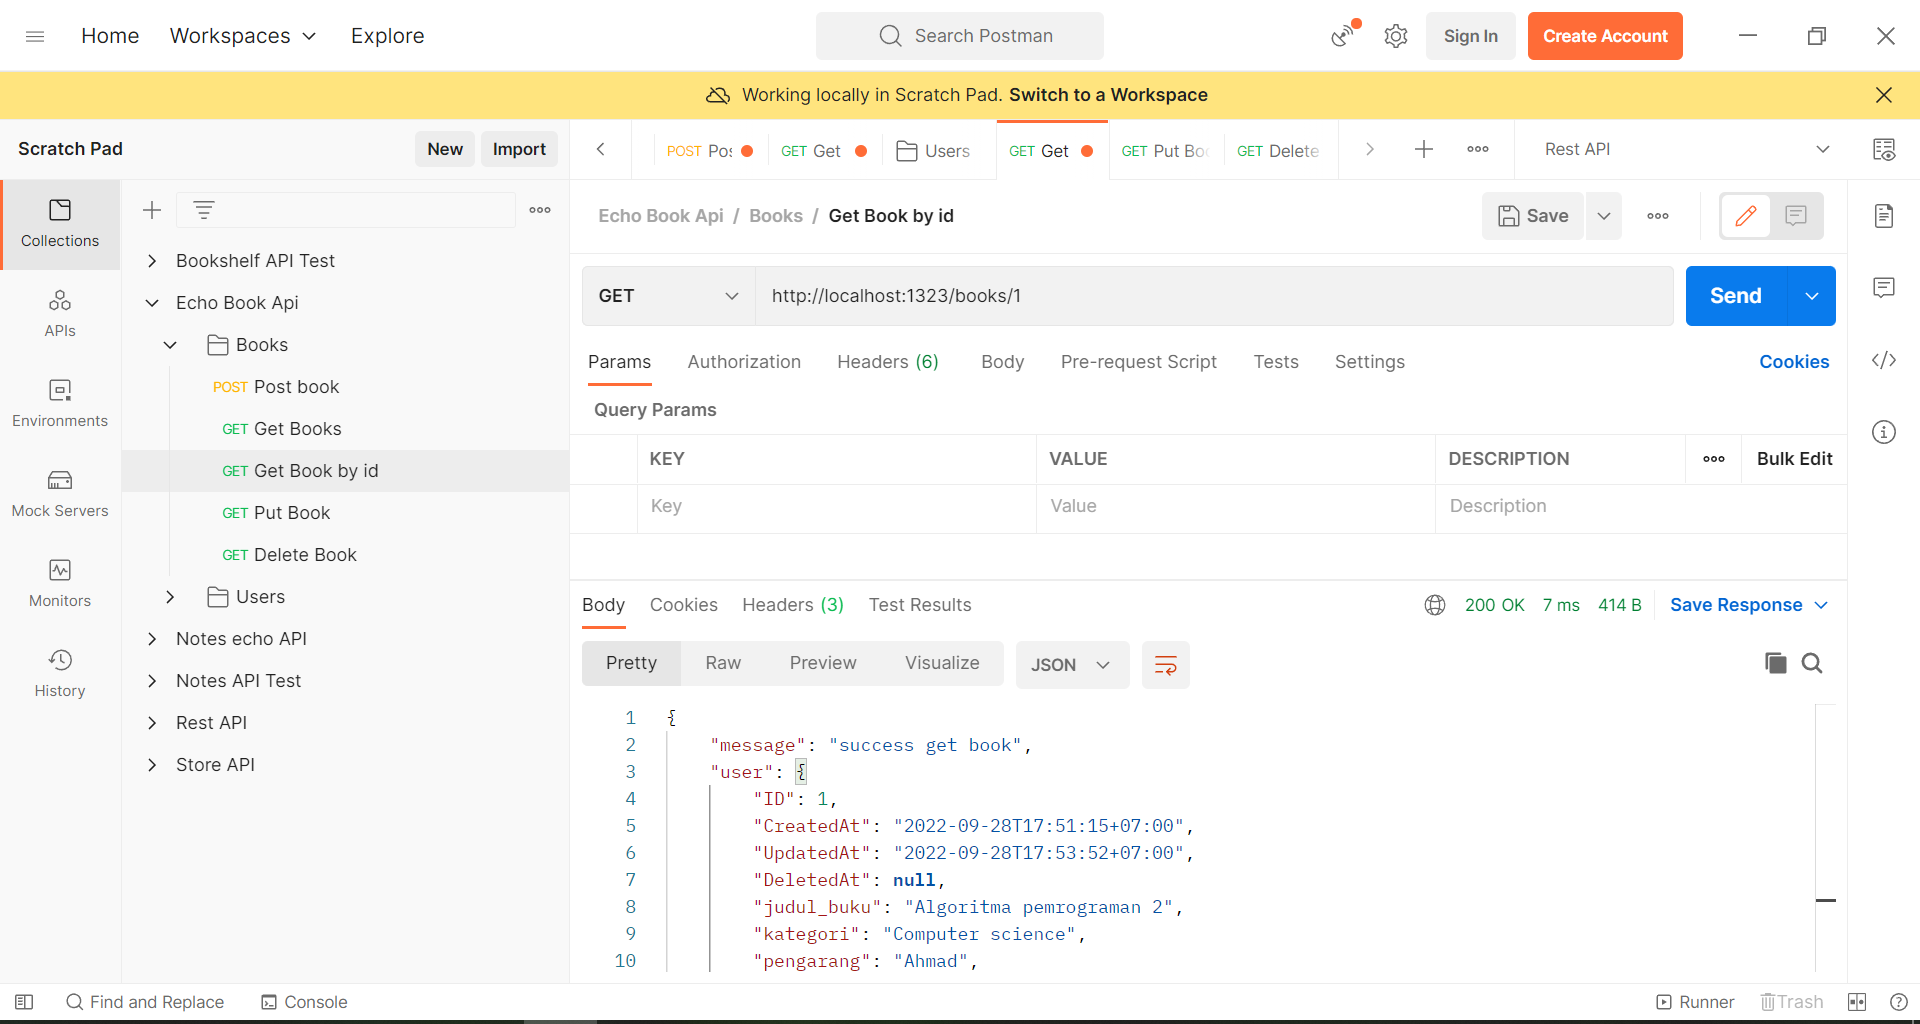 Home Workspaces Explore Search Postman Sign In Create Account
Working locally in Scratch Pad. Switch to a Workspace
Scratch Pad New Import
POST Pos GET Get Users GET Get GET Put Bo GET Delete Rest API
Collections
APIs
Environments
Mock Servers
Monitors
History
Bookshelf API Test
Echo Book Api
Books
POST Post book
GET Get Books
GET Get Book by id
GET Put Book
GET Delete Book
Users
Notes echo API
Notes API Test
Rest API
Store API
Echo Book Api / Books / Get Book by id Save
GET http://localhost:1323/books/1 Send
Params Authorization Headers (6) Body Pre-request Script Tests Settings Cookies
Query Params
KEY VALUE DESCRIPTION Bulk Edit
Key Value Description
Body Cookies Headers (3) Test Results 200 OK 7 ms 414 B Save Response
Pretty Raw Preview Visualize JSON
1 {
2 "message": "success get book",
3 "user": {
4 "ID": 1,
5 "CreatedAt": "2022-09-28T17:51:15+07:00",
6 "UpdatedAt": "2022-09-28T17:53:52+07:00",
7 "DeletedAt": null,
8 "judul_buku": "Algoritma pemrograman 2",
9 "kategori": "Computer science",
10 "pengarang": "Ahmad",
Find and Replace Console Runner Trash